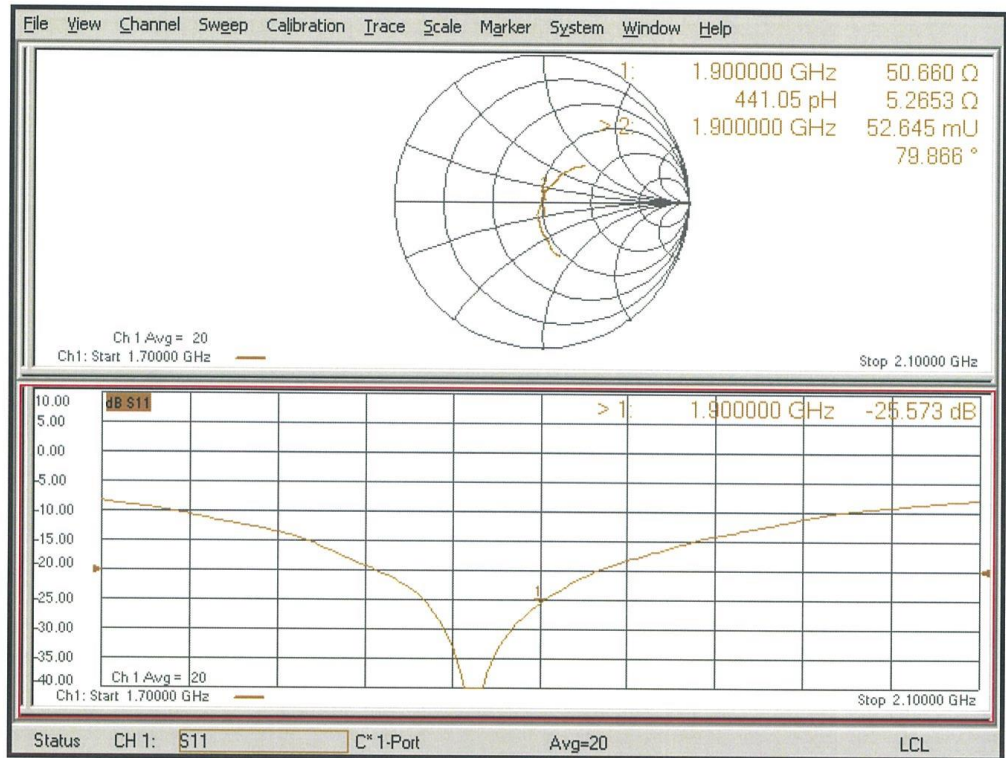 File View Channel Sweep Calibration Trace Scale Marker System Window Help
1: 1.900000 GHz 50.660 Ω
441.05 pH 5.2653 Ω
> 2: 1.900000 GHz 52.645 mU
79.866 °
1
Ch 1 Avg = 20
Ch1: Start 1.70000 GHz
Stop 2.10000 GHz
10.00
dB S11
> 1: 1.900000 GHz -25.573 dB
5.00
0.00
-5.00
-10.00
-15.00
-20.00
-25.00
1
-30.00
-35.00
-40.00
Ch 1 Avg = 20
Ch1: Start 1.70000 GHz
Stop 2.10000 GHz
Status CH 1: S11 C* 1-Port Avg=20 LCL